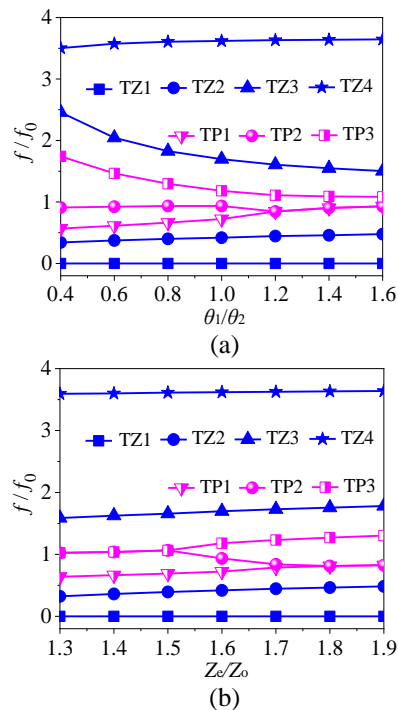 4
TZ1 TZ2 TZ3 TZ4
3
f/f₀
2
TP1 TP2 TP3
1
0
0.4 0.6 0.8 1.0 1.2 1.4 1.6
θ₁/θ₂
(a)
4
TZ1 TZ2 TZ3 TZ4
3
f/f₀
2
TP1 TP2 TP3
1
0
1.3 1.4 1.5 1.6 1.7 1.8 1.9
Zₑ/Zₒ
(b)